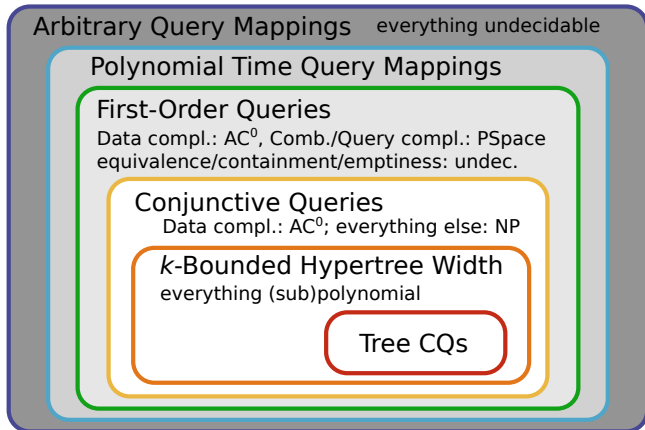 Arbitrary Query Mappings everything undecidable
Polynomial Time Query Mappings
First-Order Queries
Data compl.: AC⁰, Comb./Query compl.: PSpace
equivalence/containment/emptiness: undec.
Conjunctive Queries
Data compl.: AC⁰; everything else: NP
k-Bounded Hypertree Width
everything (sub)polynomial
Tree CQs